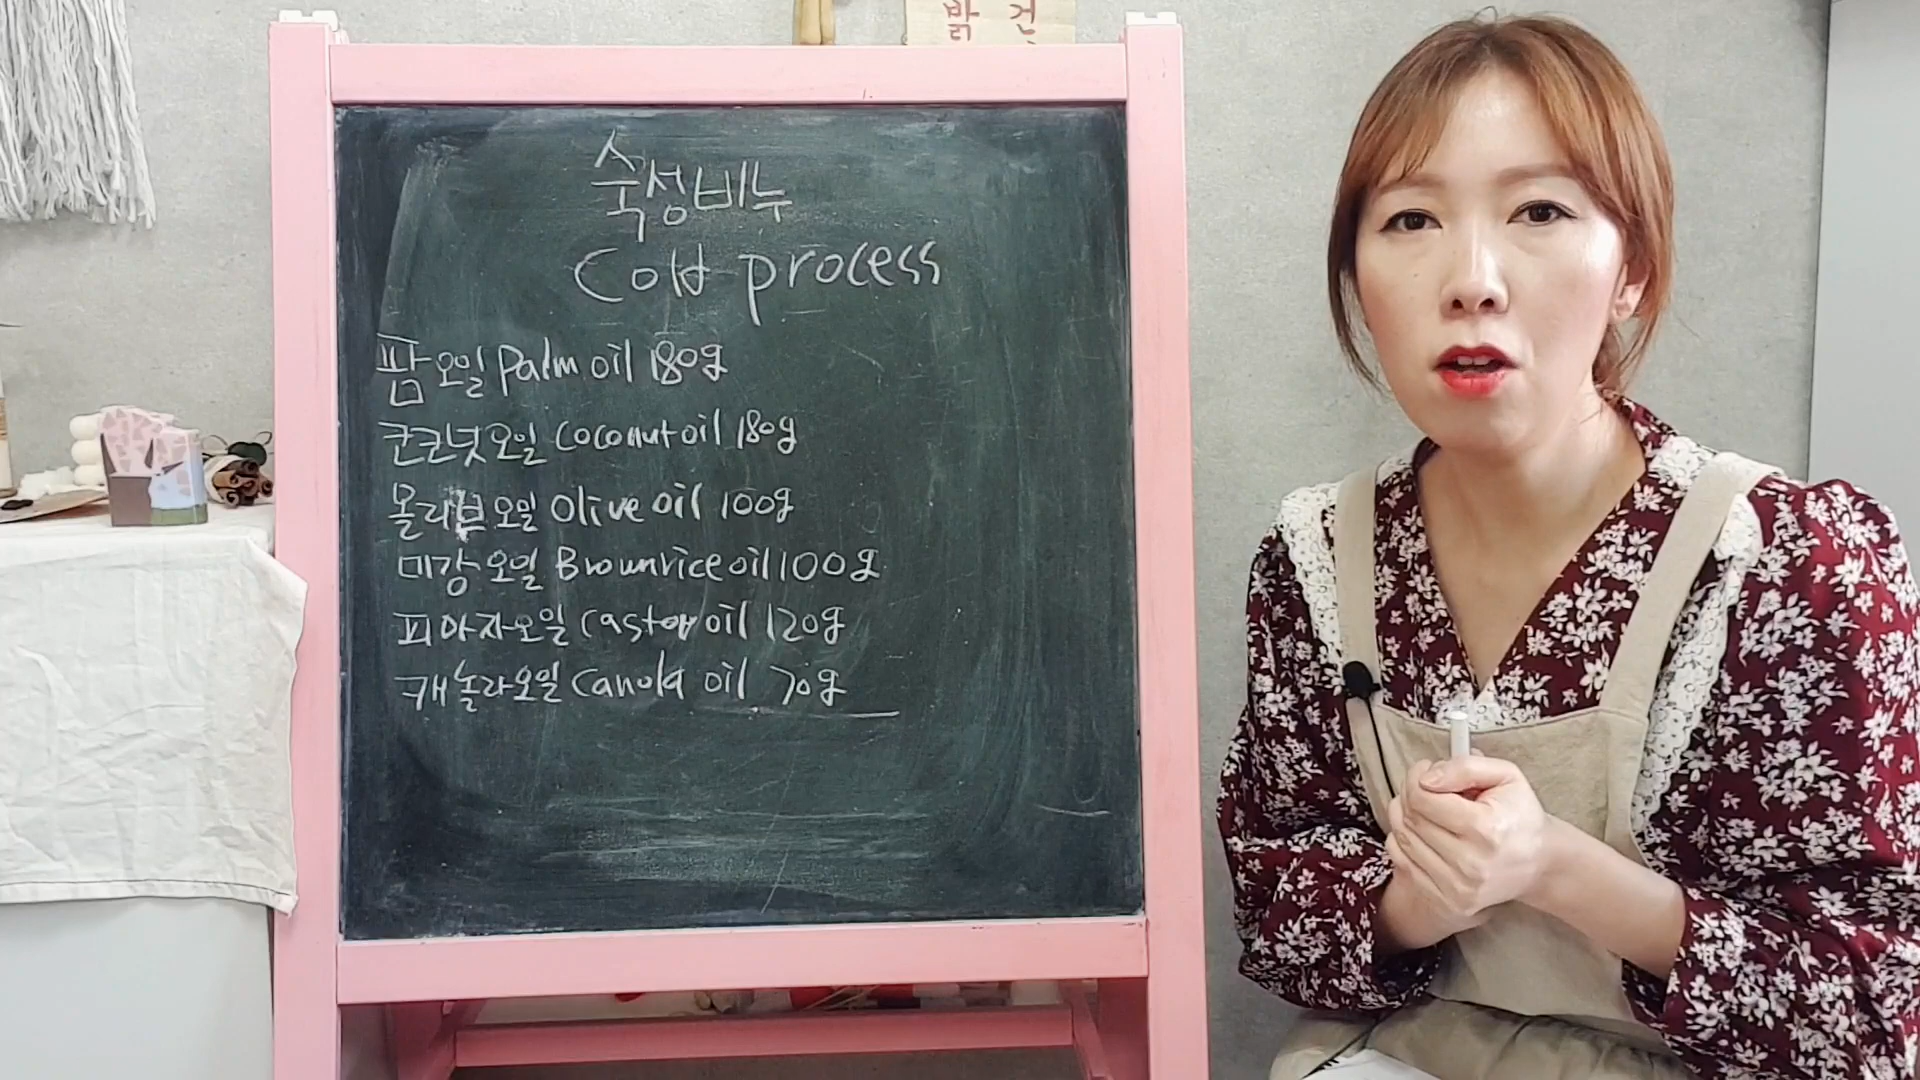 밝 건
숙성비누
Cold process
팜오일 palm oil 180g
코코넛오일 coconut oil 180g
올리브오일 olive oil 100g
미강오일 Brownrice oil 100g
피마자오일 castor oil 120g
캐놀라오일 canola oil 70g